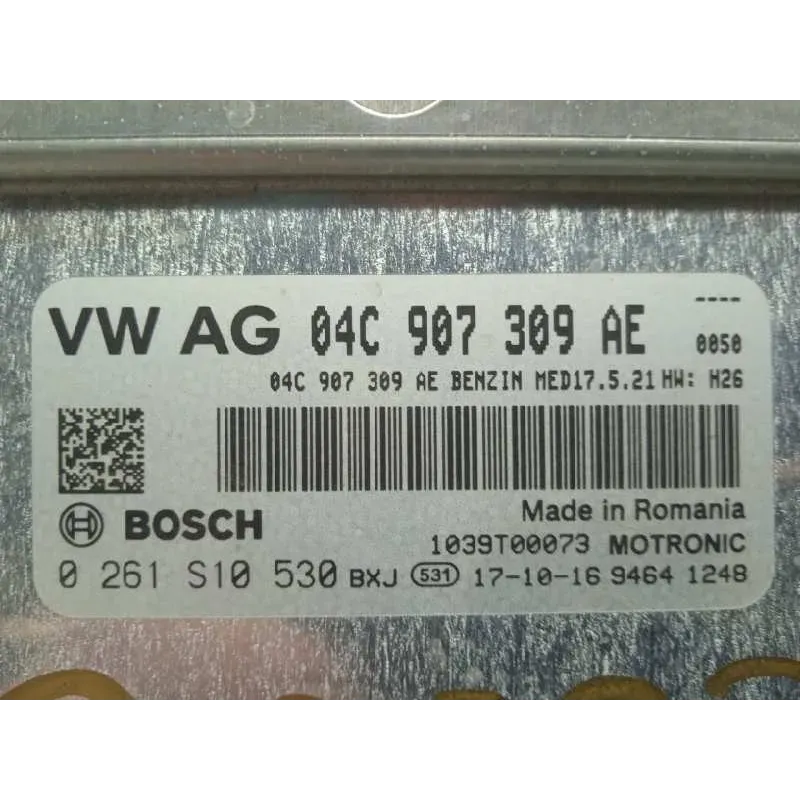 VW AG 04C 907 309 AE ----
0050
04C 907 309 AE BENZIN MED17.5.21 HW: H26
BOSCH
Made in Romania
1039T00073 MOTRONIC
0 261 S10 530 BXJ 531 17-10-16 9464 1248